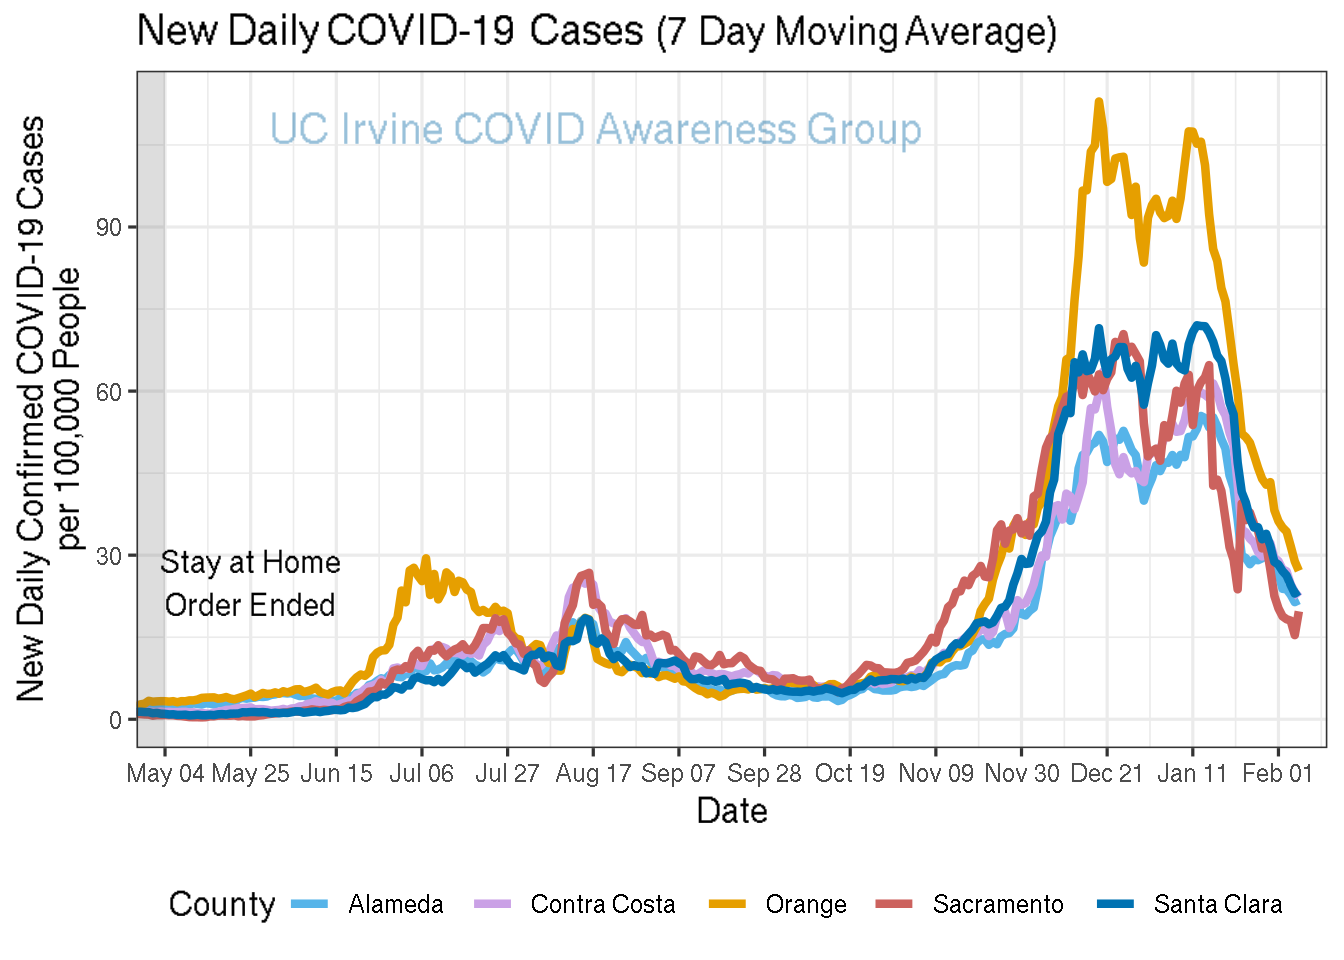 New Daily COVID-19 Cases (7 Day Moving Average)
UC Irvine COVID Awareness Group
New Daily Confirmed COVID-19 Cases
per 100,000 People
90
60
30
0
Stay at Home
Order Ended
May 04 May 25 Jun 15 Jul 06 Jul 27 Aug 17 Sep 07 Sep 28 Oct 19 Nov 09 Nov 30 Dec 21 Jan 11 Feb 01
Date
County Alameda Contra Costa Orange Sacramento Santa Clara